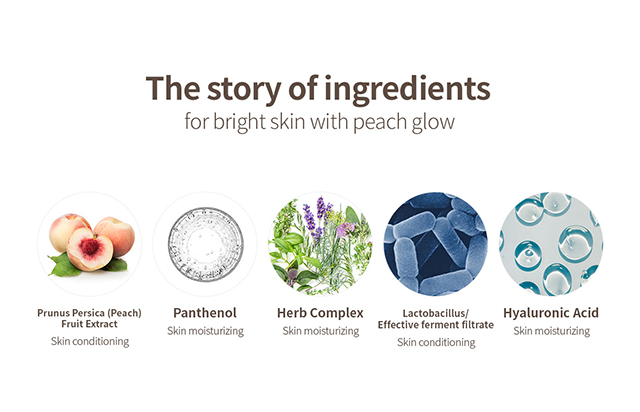 The story of ingredients
for bright skin with peach glow
Prunus Persica (Peach)
Fruit Extract
Skin conditioning
Panthenol
Skin moisturizing
Herb Complex
Skin moisturizing
Lactobacillus/
Effective ferment filtrate
Skin conditioning
Hyaluronic Acid
Skin moisturizing